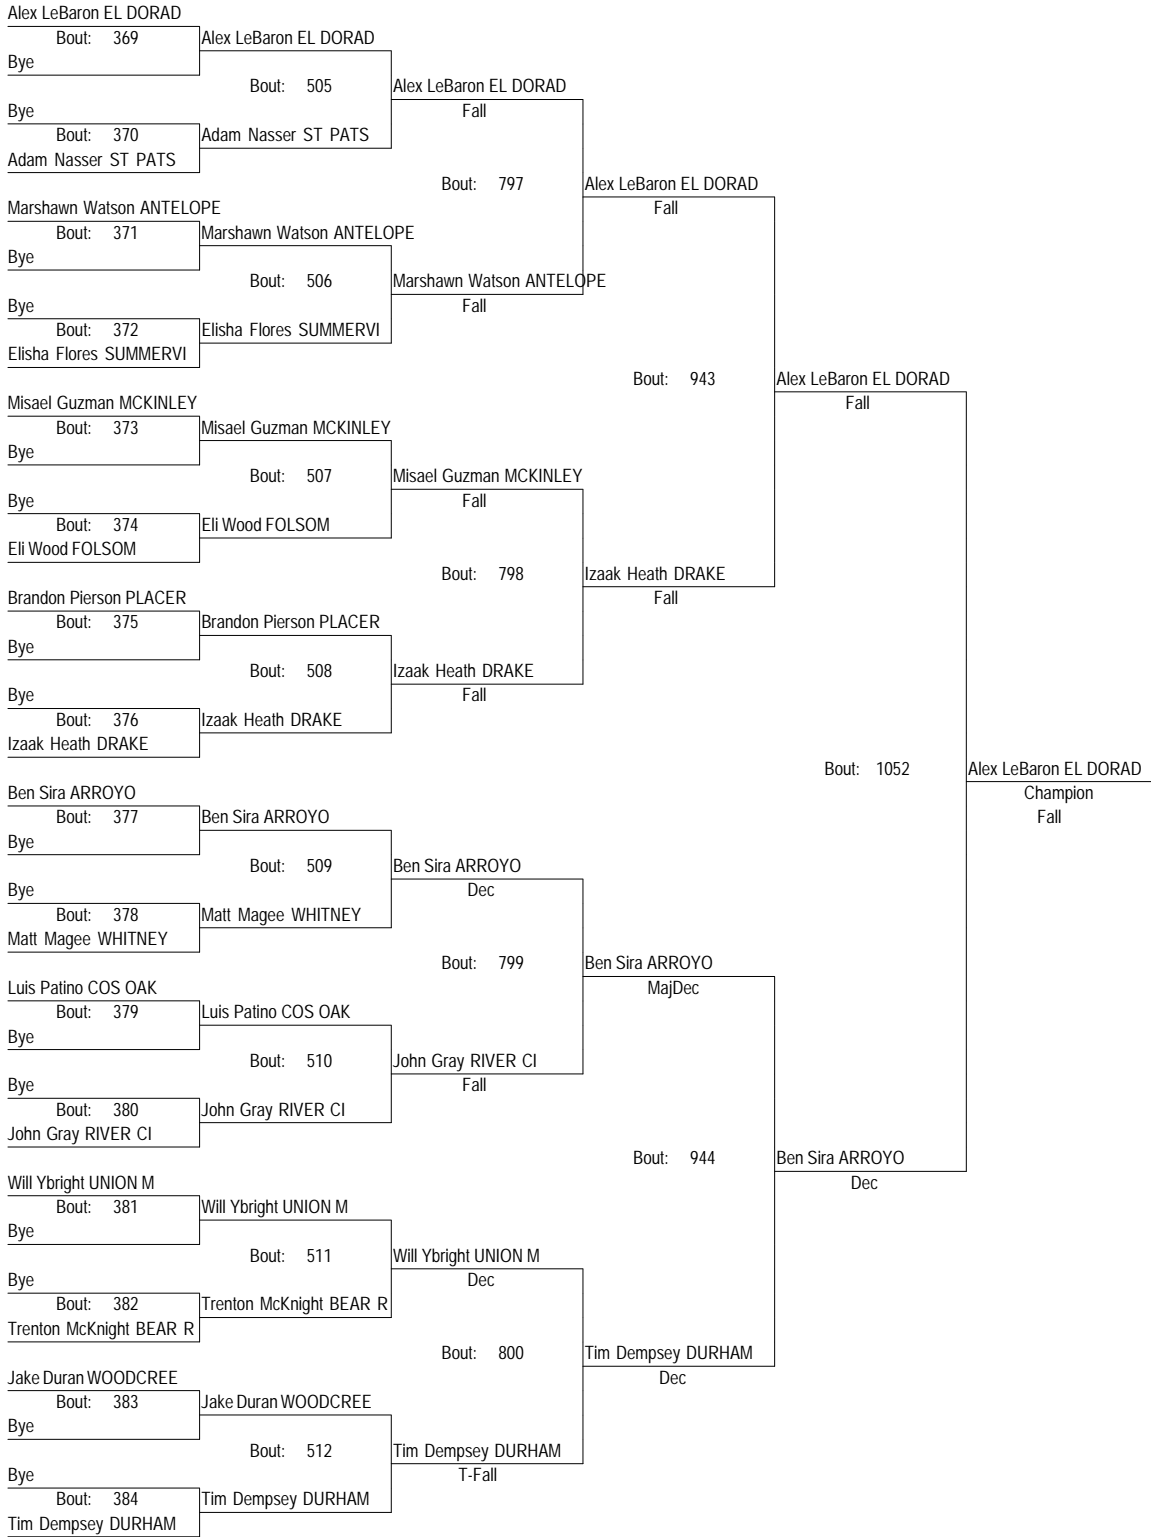 Alex LeBaron EL DORAD
Bout: 369 Alex LeBaron EL DORAD
Bye
Bout: 505 Alex LeBaron EL DORAD
Bye Fall
Bout: 370 Adam Nasser ST PATS
Adam Nasser ST PATS
Bout: 797 Alex LeBaron EL DORAD
Marshawn Watson ANTELOPE Fall
Bout: 371 Marshawn Watson ANTELOPE
Bye
Bout: 506 Marshawn Watson ANTELOPE
Bye Fall
Bout: 372 Elisha Flores SUMMERVI
Elisha Flores SUMMERVI
Bout: 943 Alex LeBaron EL DORAD
Misael Guzman MCKINLEY Fall
Bout: 373 Misael Guzman MCKINLEY
Bye
Bout: 507 Misael Guzman MCKINLEY
Bye Fall
Bout: 374 Eli Wood FOLSOM
Eli Wood FOLSOM
Bout: 798 Izaak Heath DRAKE
Brandon Pierson PLACER Fall
Bout: 375 Brandon Pierson PLACER
Bye
Bout: 508 Izaak Heath DRAKE
Bye Fall
Bout: 376 Izaak Heath DRAKE
Izaak Heath DRAKE
Bout: 1052 Alex LeBaron EL DORAD
Ben Sira ARROYO Champion
Bout: 377 Ben Sira ARROYO Fall
Bye
Bout: 509 Ben Sira ARROYO
Bye Dec
Bout: 378 Matt Magee WHITNEY
Matt Magee WHITNEY
Bout: 799 Ben Sira ARROYO
Luis Patino COS OAK MajDec
Bout: 379 Luis Patino COS OAK
Bye
Bout: 510 John Gray RIVER CI
Bye Fall
Bout: 380 John Gray RIVER CI
John Gray RIVER CI
Bout: 944 Ben Sira ARROYO
Will Ybright UNION M Dec
Bout: 381 Will Ybright UNION M
Bye
Bout: 511 Will Ybright UNION M
Bye Dec
Bout: 382 Trenton McKnight BEAR R
Trenton McKnight BEAR R
Bout: 800 Tim Dempsey DURHAM
Jake Duran WOODCREE Dec
Bout: 383 Jake Duran WOODCREE
Bye
Bout: 512 Tim Dempsey DURHAM
Bye T-Fall
Bout: 384 Tim Dempsey DURHAM
Tim Dempsey DURHAM